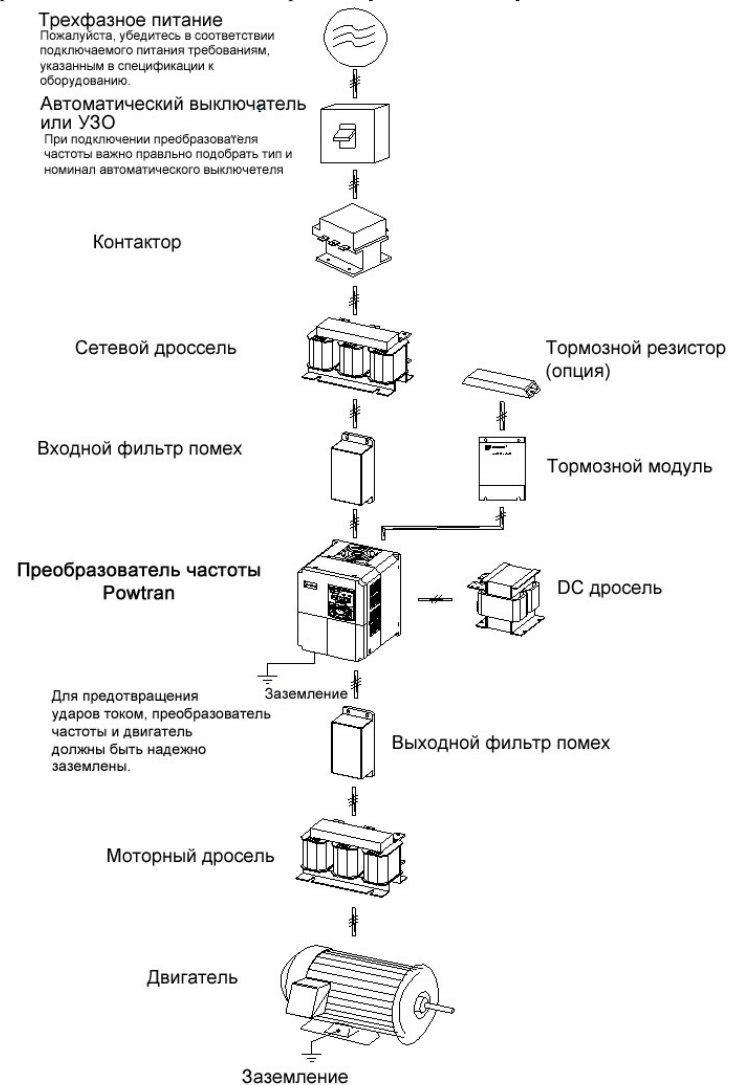 Трехфазное питание
Пожалуйста, убедитесь в соответствии
подключаемого питания требованиям,
указанным в спецификации к
оборудованию.
Автоматический выключатель
или УЗО
При подключении преобразователя
частоты важно правльно подобрать тип и
номинал автоматического выключетеля
Контактор
Сетевой дроссель
Тормозной резистор
(опция)
Входной фильтр помех
Тормозной модуль
Преобразователь частоты
Powtran
DC дросель
Заземление
Для предотвращения
ударов током, преобразователь
частоты и двигатель
должны быть надежно
заземлены.
Выходной фильтр помех
Моторный дросель
Двигатель
Заземление